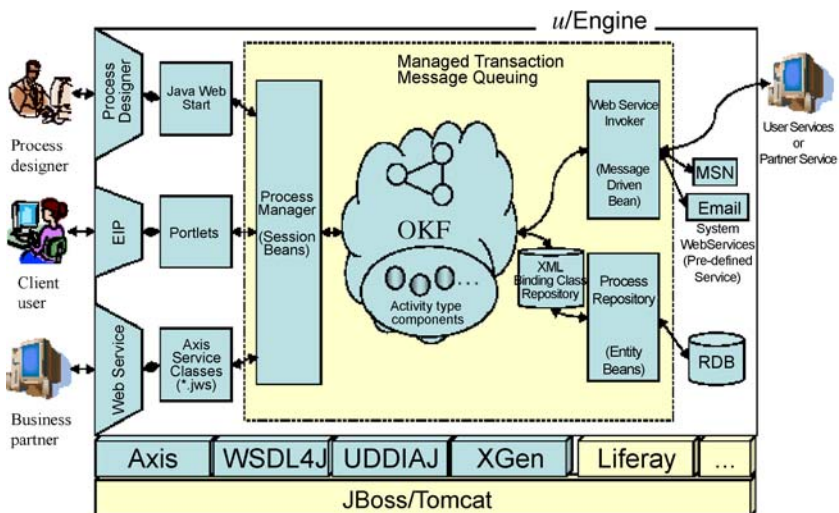 u/Engine
Managed Transaction
Message Queuing
Process designer
Process
Designer
Java Web
Start
Client
user
EIP
Portlets
Business
partner
Web Service
Axis
Service
Classes
(*.jws)
Process
Manager
(Session
Beans)
OKF
Activity type
components
Web Service
Invoker
(Message
Driven
Bean)
XML
Binding Class
Repository
Process
Repository
(Entity
Beans)
User Services
or
Partner Service
MSN
Email
System
WebServices
(Pre-defined
Service)
RDB
Axis
WSDL4J
UDDIAJ
XGen
Liferay
...
JBoss/Tomcat